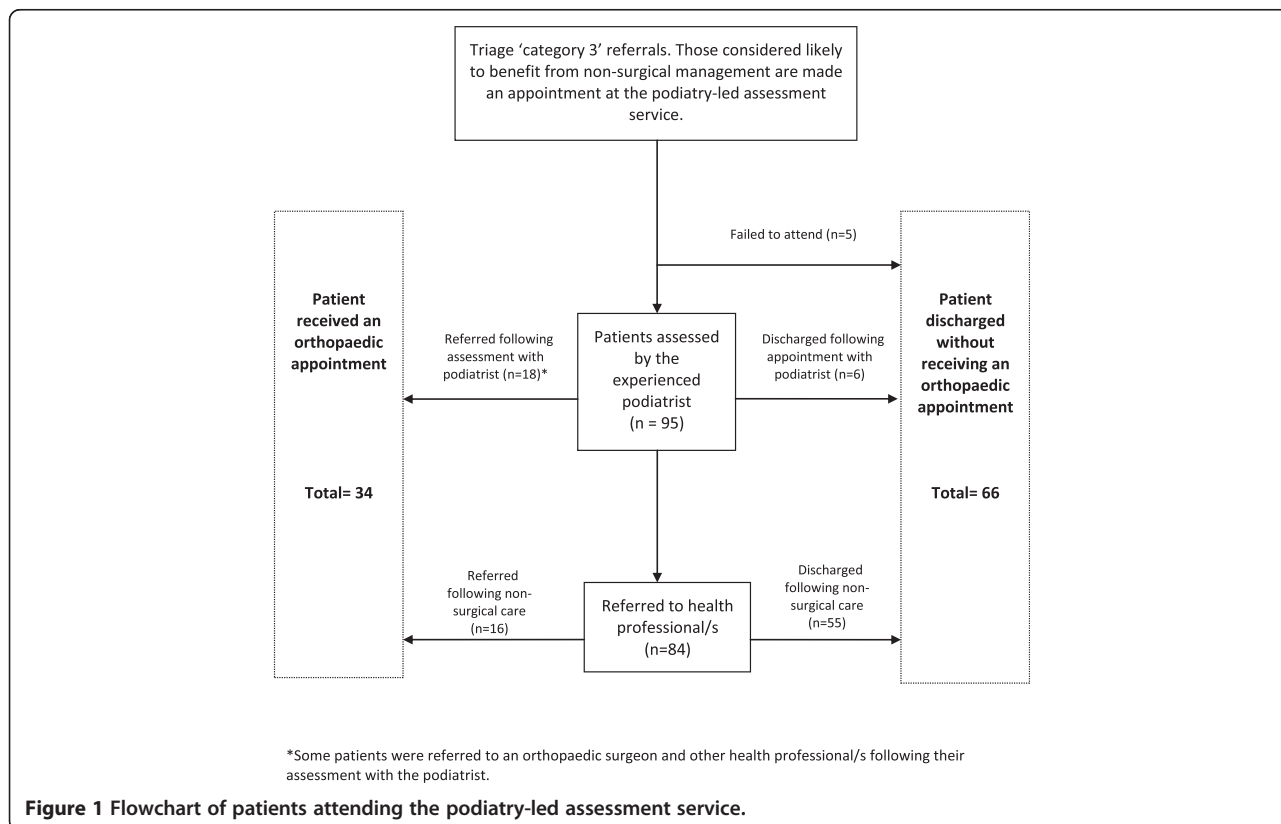 Triage ‘category 3’ referrals. Those considered likely
to benefit from non-surgical management are made
an appointment at the podiatry-led assessment
service.
Failed to attend (n=5)
Patient
received an
orthopaedic
appointment
Total= 34
Referred following
assessment with
podiatrist (n=18)*
Patients assessed
by the
experienced
podiatrist
(n = 95)
Discharged following
appointment with
podiatrist (n=6)
Patient
discharged
without
receiving an
orthopaedic
appointment
Total= 66
Referred
following non-
surgical care
(n=16)
Referred to health
professional/s
(n=84)
Discharged
following non-
surgical care
(n=55)
*Some patients were referred to an orthopaedic surgeon and other health professional/s following their
assessment with the podiatrist.
Figure 1 Flowchart of patients attending the podiatry-led assessment service.